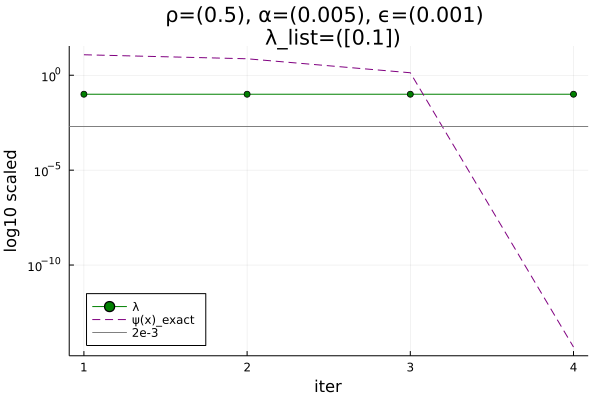 ρ=(0.5), α=(0.005), ϵ=(0.001)
λ_list=([0.1])
log10 scaled
10⁰
10⁻⁵
10⁻¹⁰
λ
ψ(x)_exact
2e-3
1 2 3 4
iter